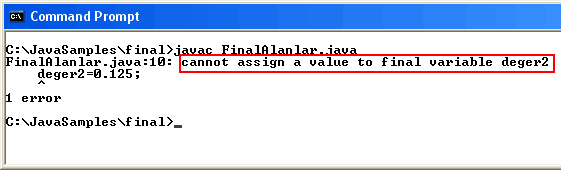 Command Prompt
C:\JavaSamples\final>javac FinalAlanlar.java
FinalAlanlar.java:10: cannot assign a value to final variable deger2
    deger2=0.125;
    ^
1 error
C:\JavaSamples\final>_